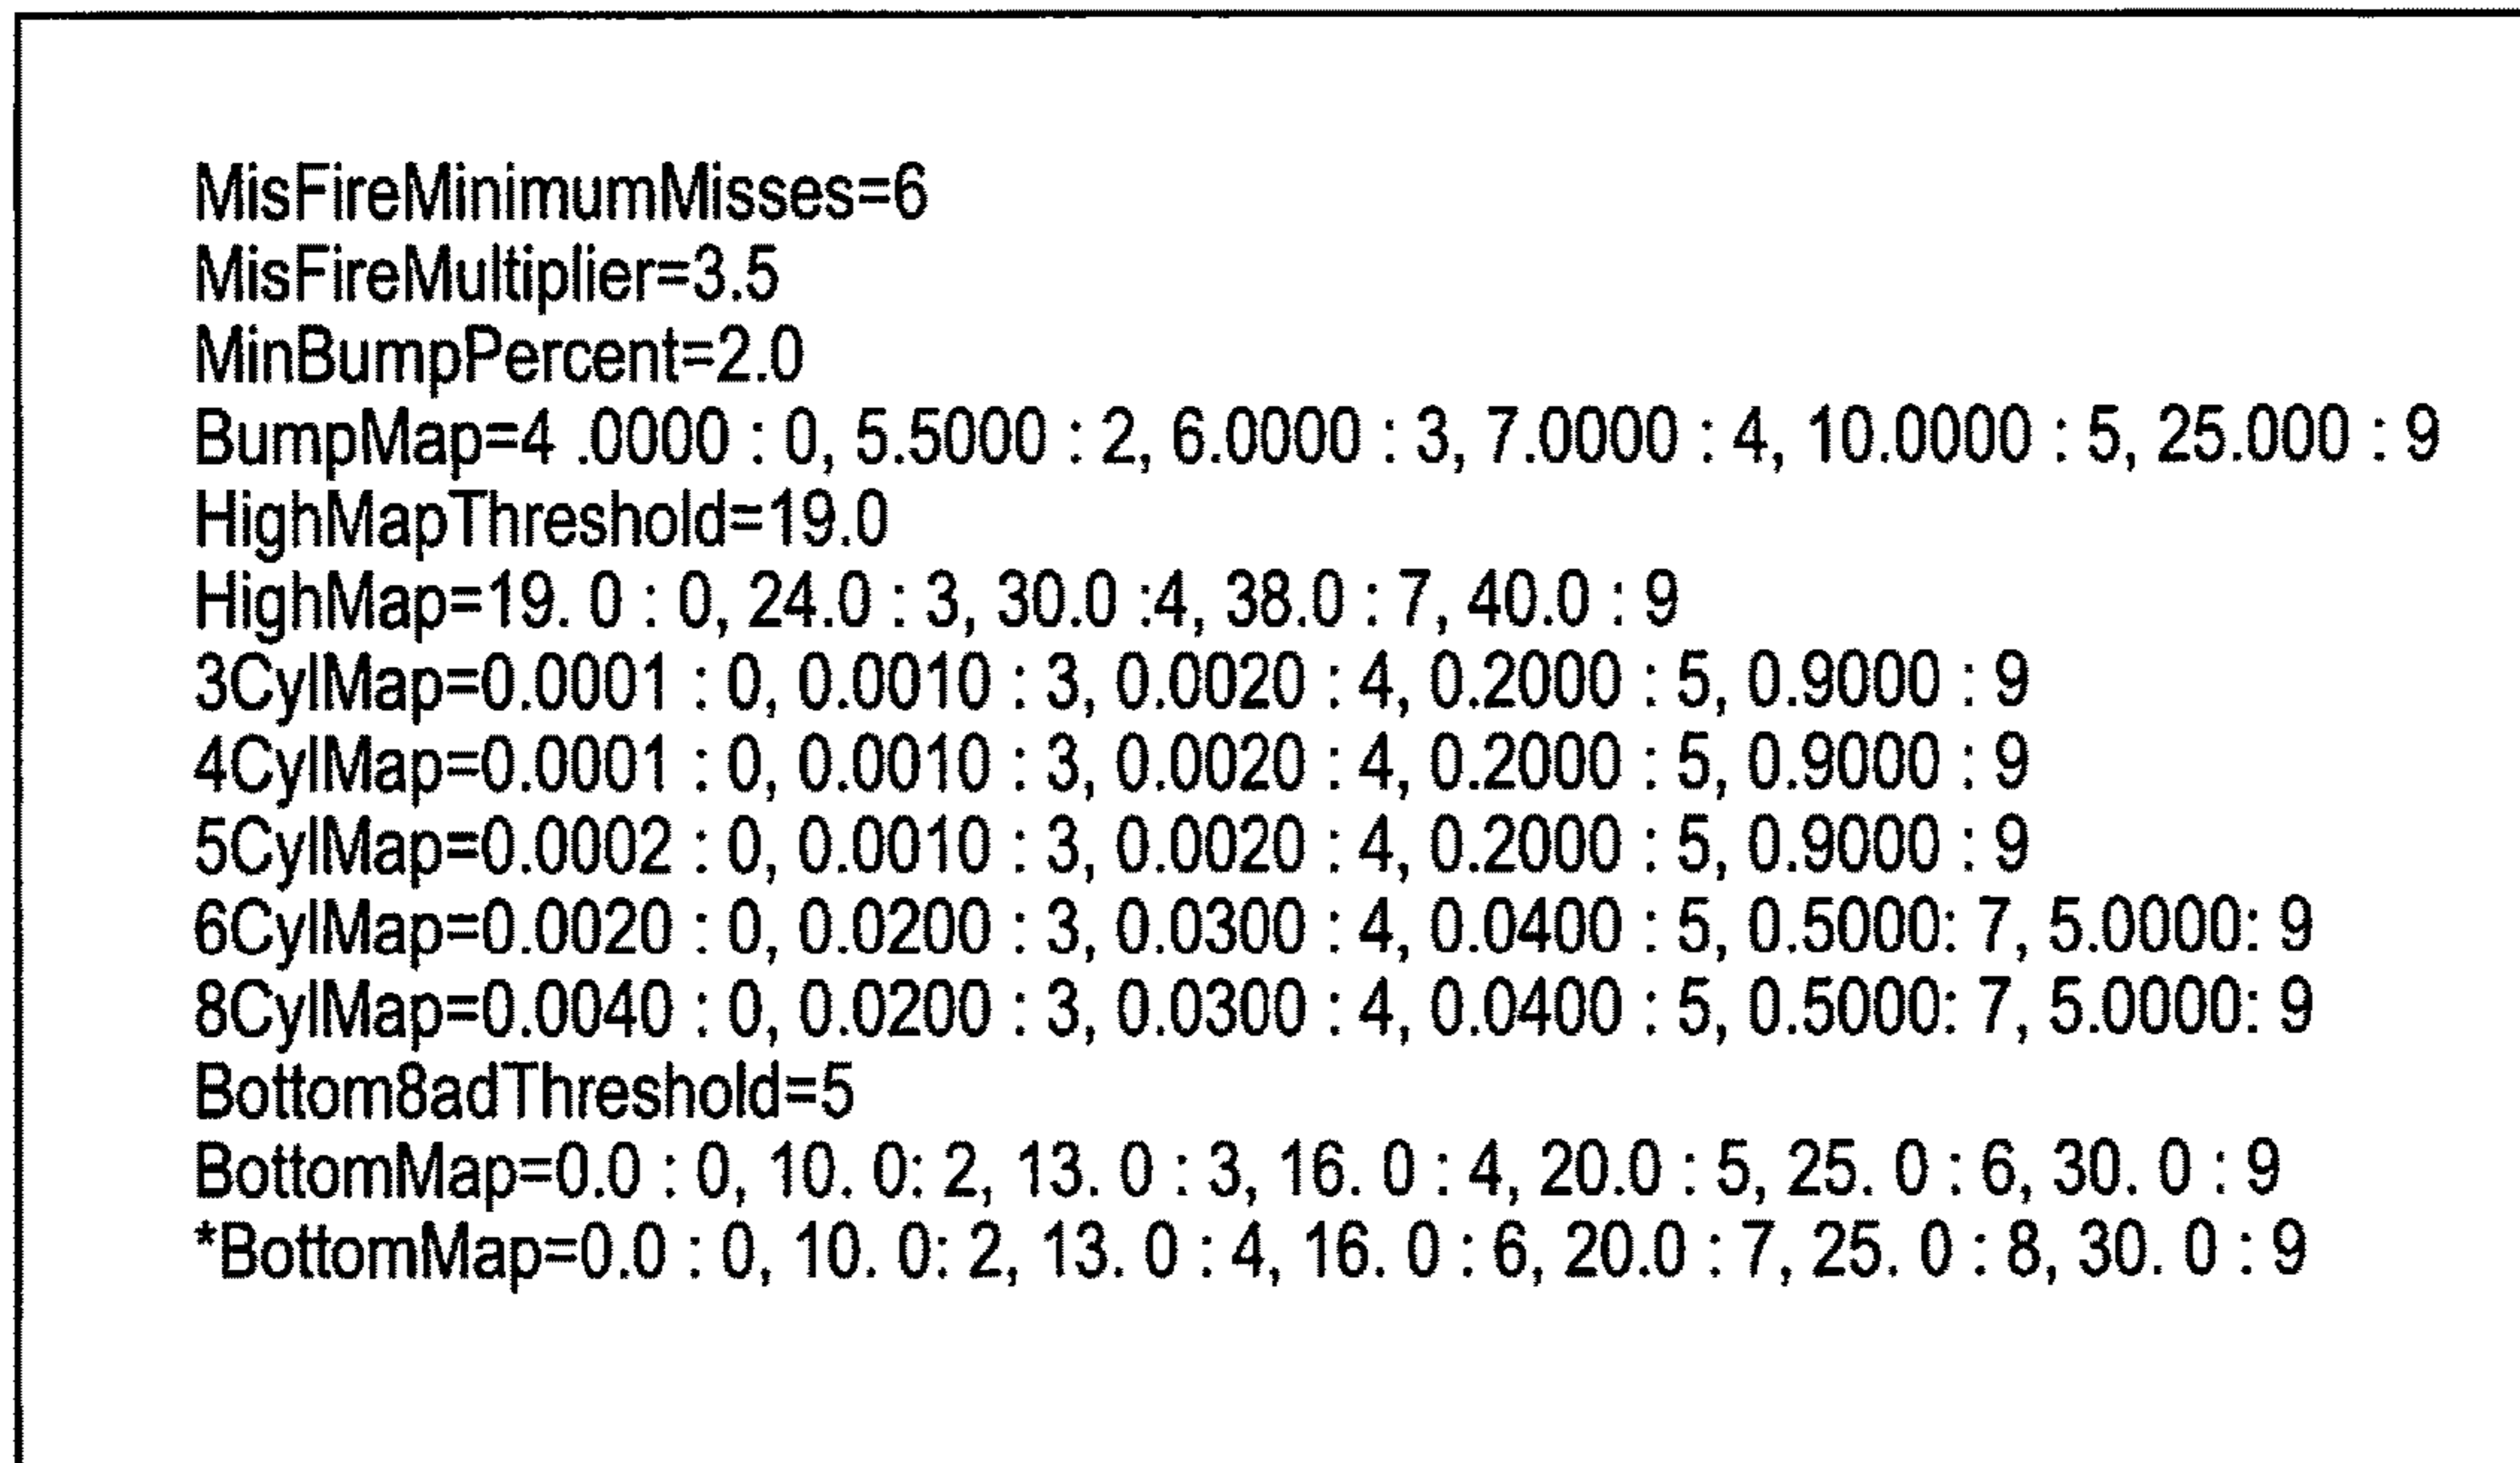 MisFireMinimumMisses=6
MisFireMultiplier=3.5
MinBumpPercent=2.0
BumpMap=4 .0000 : 0, 5.5000 : 2, 6.0000 : 3, 7.0000 : 4, 10.0000 : 5, 25.000 : 9
HighMapThreshold=19.0
HighMap=19. 0 : 0, 24.0 : 3, 30.0 :4, 38.0 : 7, 40.0 : 9
3CylMap=0.0001 : 0, 0.0010 : 3, 0.0020 : 4, 0.2000 : 5, 0.9000 : 9
4CylMap=0.0001 : 0, 0.0010 : 3, 0.0020 : 4, 0.2000 : 5, 0.9000 : 9
5CylMap=0.0002 : 0, 0.0010 : 3, 0.0020 : 4, 0.2000 : 5, 0.9000 : 9
6CylMap=0.0020 : 0, 0.0200 : 3, 0.0300 : 4, 0.0400 : 5, 0.5000: 7, 5.0000: 9
8CylMap=0.0040 : 0, 0.0200 : 3, 0.0300 : 4, 0.0400 : 5, 0.5000: 7, 5.0000: 9
Bottom8adThreshold=5
BottomMap=0.0 : 0, 10. 0: 2, 13. 0 : 3, 16. 0 : 4, 20.0 : 5, 25. 0 : 6, 30. 0 : 9
*BottomMap=0.0 : 0, 10. 0: 2, 13. 0 : 4, 16. 0 : 6, 20.0 : 7, 25. 0 : 8, 30. 0 : 9